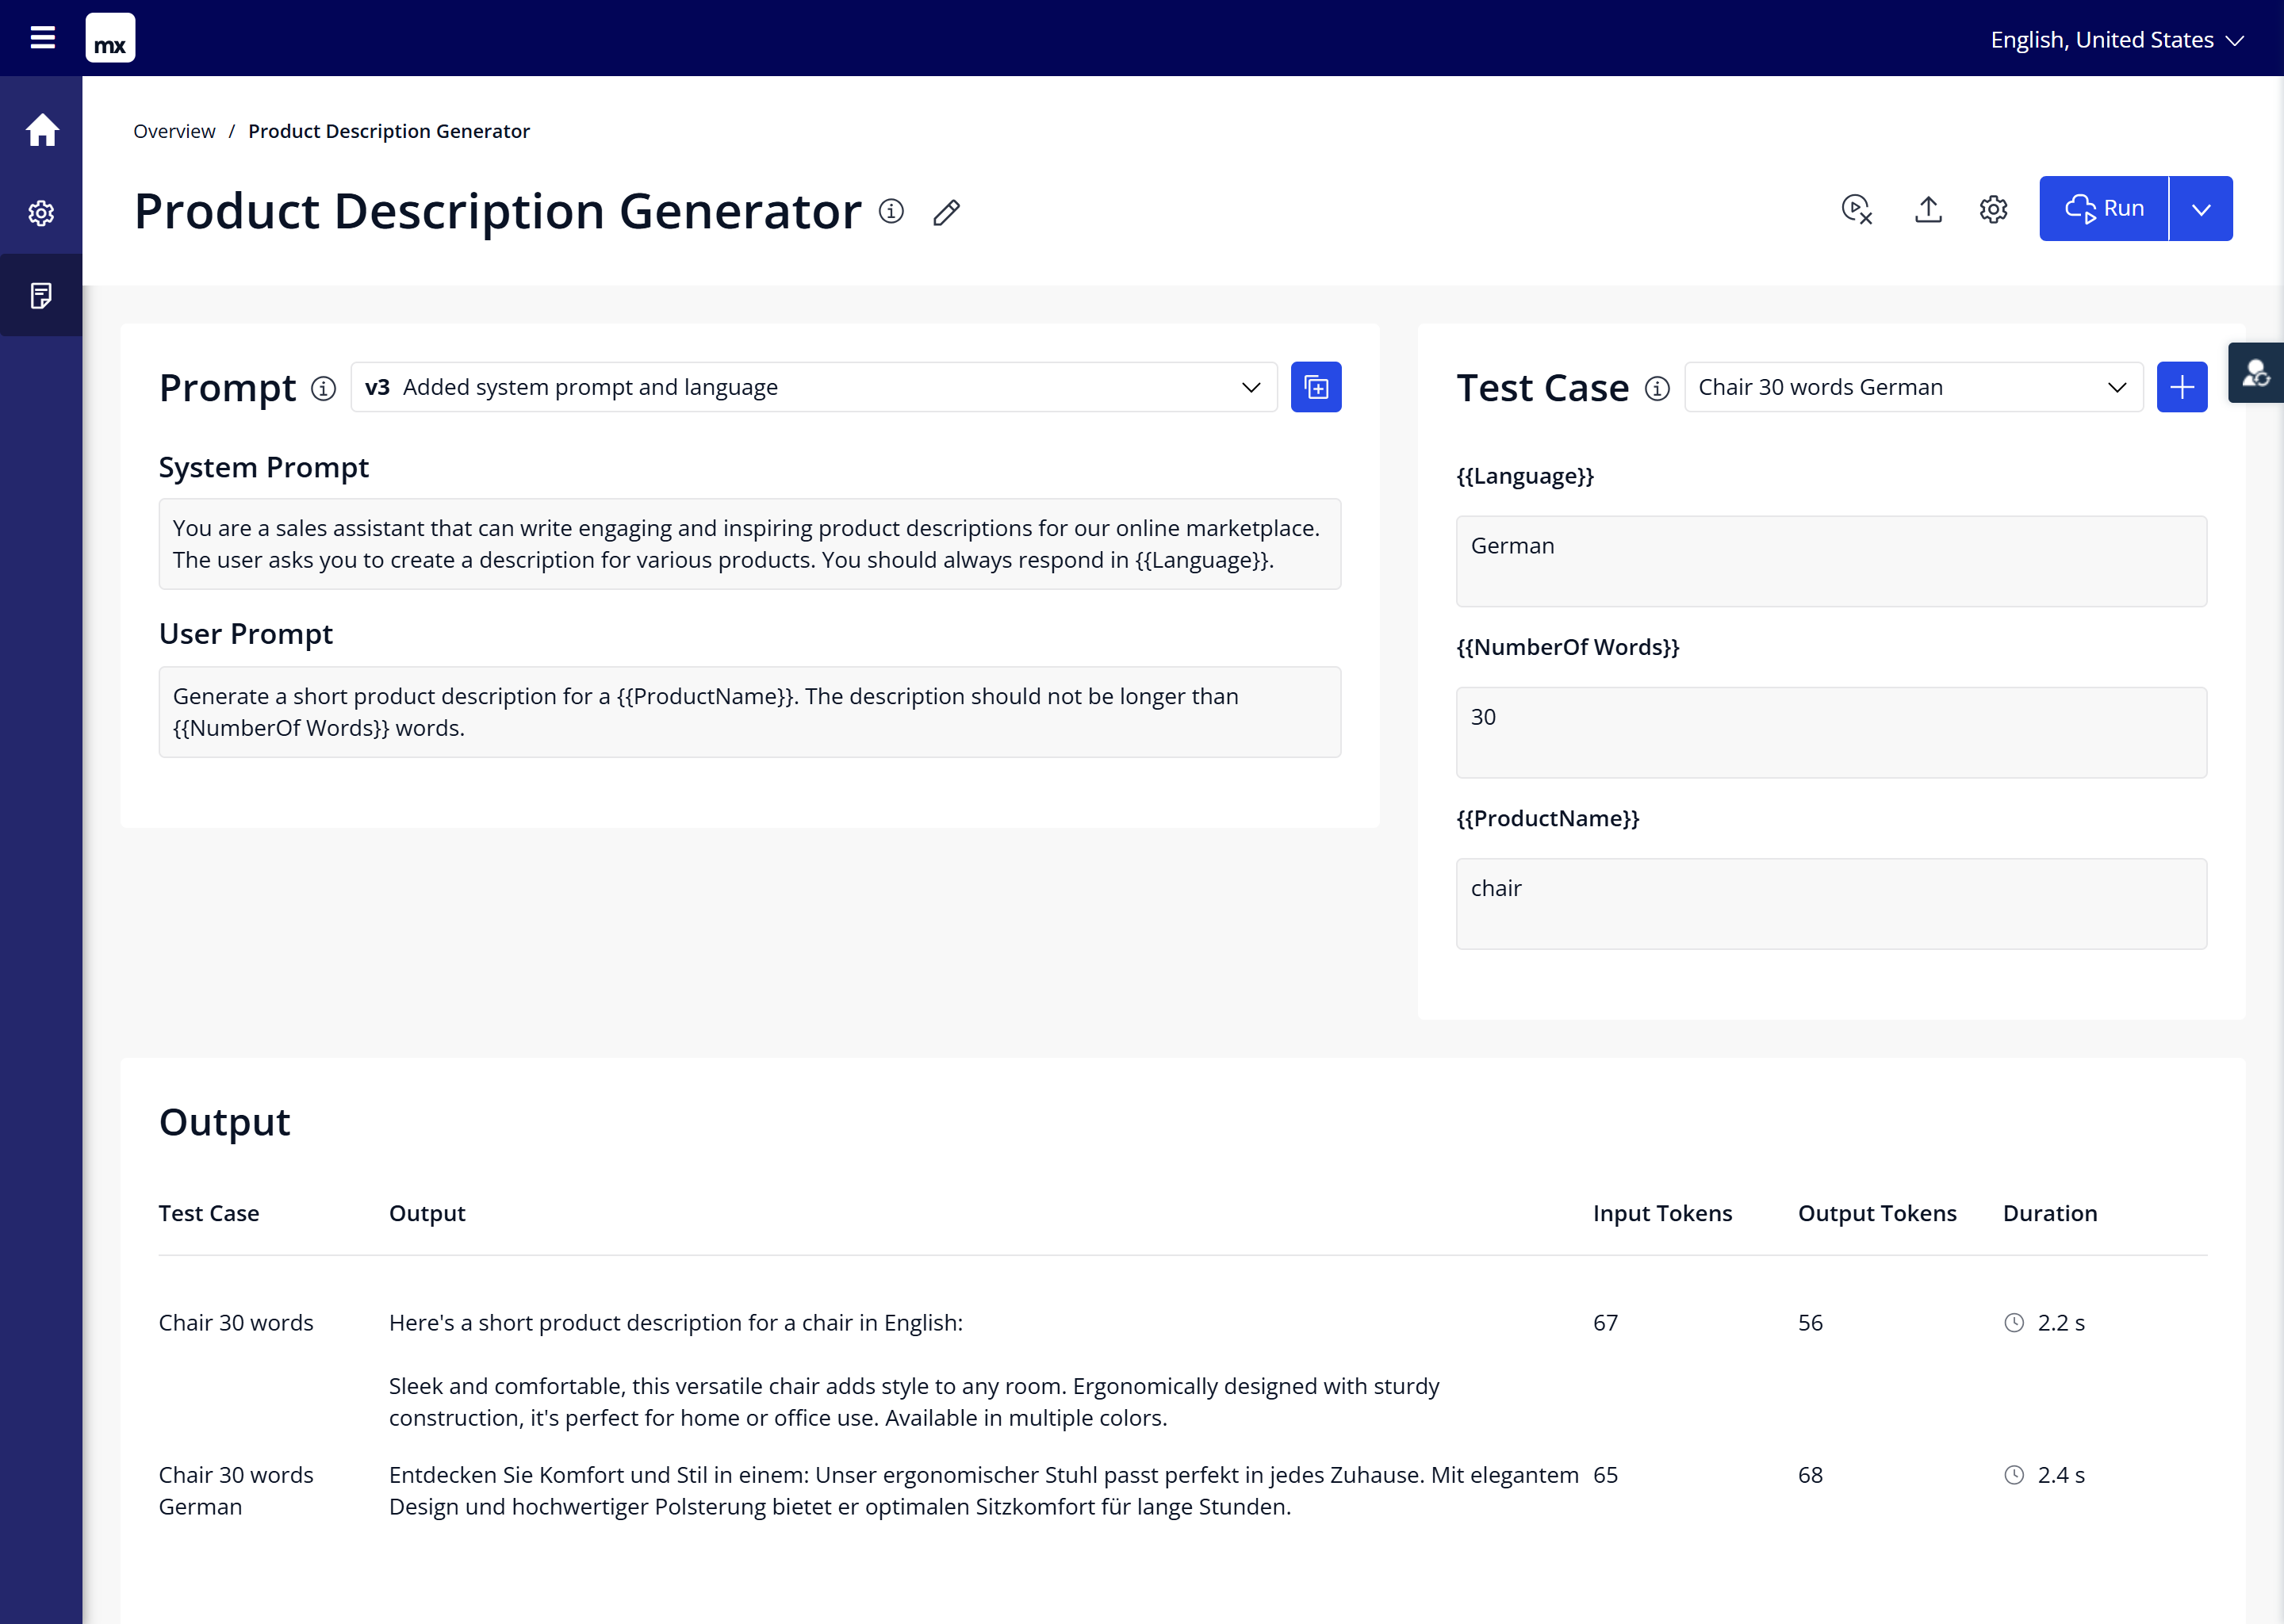 mx
English, United States
Overview / Product Description Generator
Product Description Generator
Run
Prompt
v3 Added system prompt and language
System Prompt
You are a sales assistant that can write engaging and inspiring product descriptions for our online marketplace.
The user asks you to create a description for various products. You should always respond in {{Language}}.
User Prompt
Generate a short product description for a {{ProductName}}. The description should not be longer than
{{NumberOf Words}} words.
Test Case
Chair 30 words German
{{Language}}
German
{{NumberOf Words}}
30
{{ProductName}}
chair
Output
Test Case Output Input Tokens Output Tokens Duration
Chair 30 words Here's a short product description for a chair in English: 67 56 2.2 s
Sleek and comfortable, this versatile chair adds style to any room. Ergonomically designed with sturdy
construction, it's perfect for home or office use. Available in multiple colors.
Chair 30 words Entdecken Sie Komfort und Stil in einem: Unser ergonomischer Stuhl passt perfekt in jedes Zuhause. Mit elegantem 65 68 2.4 s
German Design und hochwertiger Polsterung bietet er optimalen Sitzkomfort für lange Stunden.